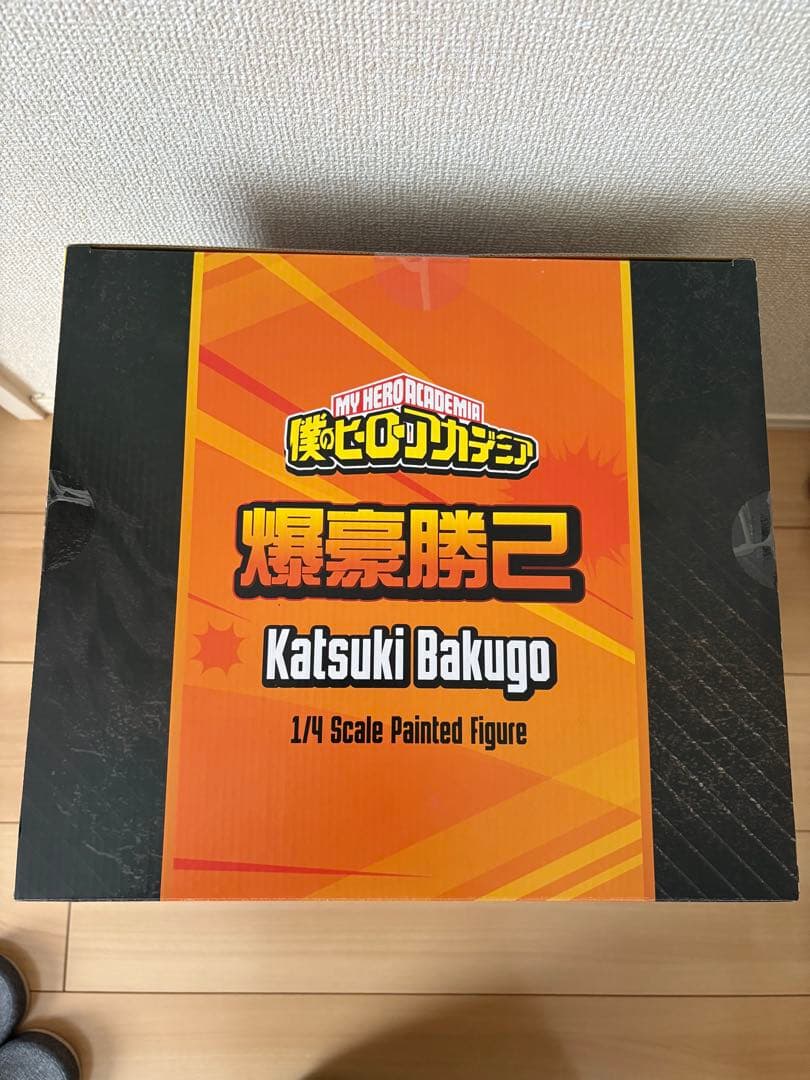 MY HERO ACADEMIA
僕のヒーローアカデミア
爆豪勝己
Katsuki Bakugo
1/4 Scale Painted Figure